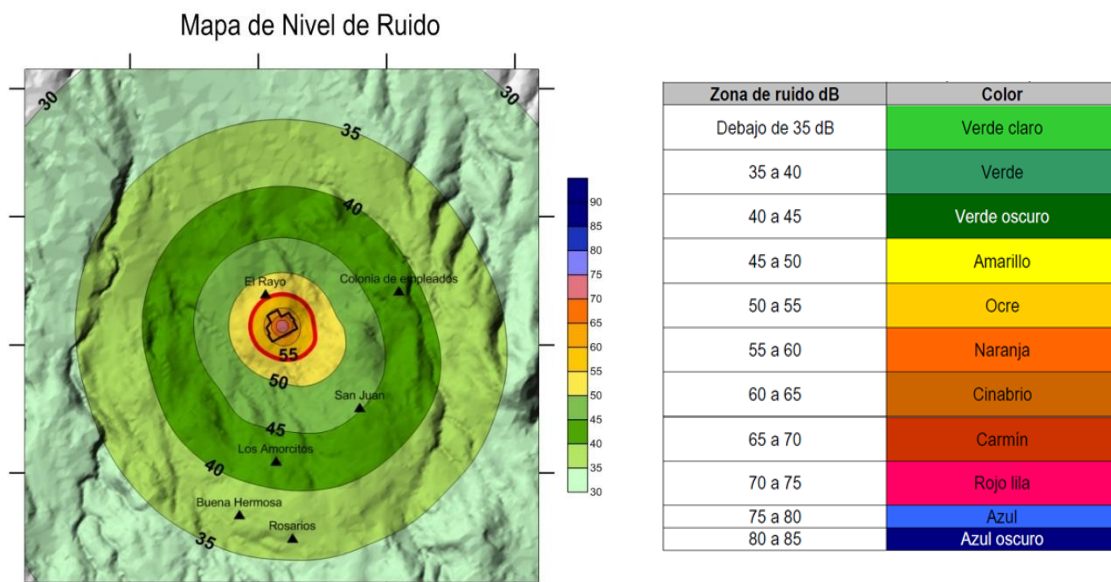 Mapa de Nivel de Ruido
30
30
35
40
El Rayo
Colonia de empleados
55
50
San Juan
45
Los Amorcitos
40
Buena Hermosa
Rosarios
35
90
80
75
70
65
60
55
50
45
40
35
30
Zona de ruido dB Color
Debajo de 35 dB Verde claro
35 a 40 Verde
40 a 45 Verde oscuro
45 a 50 Amarillo
50 a 55 Ocre
55 a 60 Naranja
60 a 65 Cinabrio
65 a 70 Carmín
70 a 75 Rojo lila
75 a 80 Azul
80 a 85 Azul oscuro